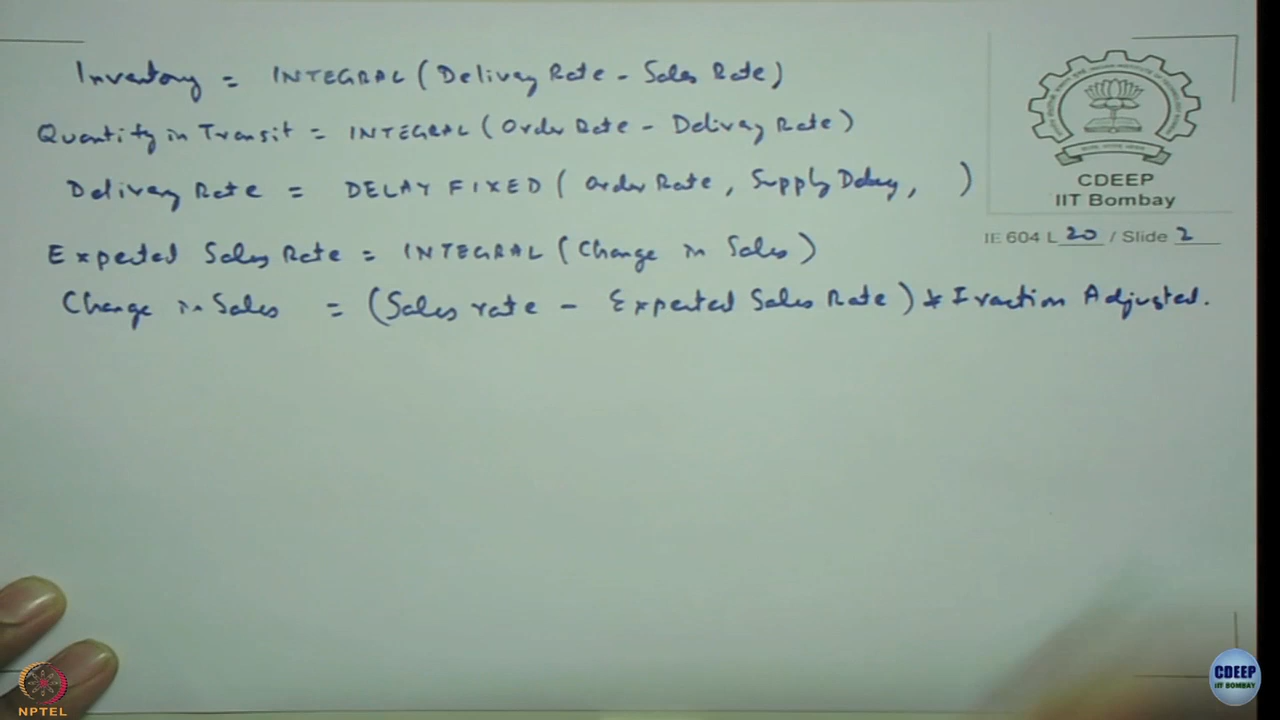 Inventory = INTEGRAL (Delivery Rate - Sales Rate)
Quantity in Transit = INTEGRAL (Order Rate - Delivery Rate)
Delivery Rate = DELAY FIXED ( Order Rate, Supply Delay, )
Expected Sales Rate = INTEGRAL (Change in Sales)
Change in Sales = (Sales rate - Expected Sales Rate) * Fraction Adjusted.
CDEEP
IIT Bombay
IE 604 L 20 / Slide 2
NPTEL
CDEEP
IIT BOMBAY